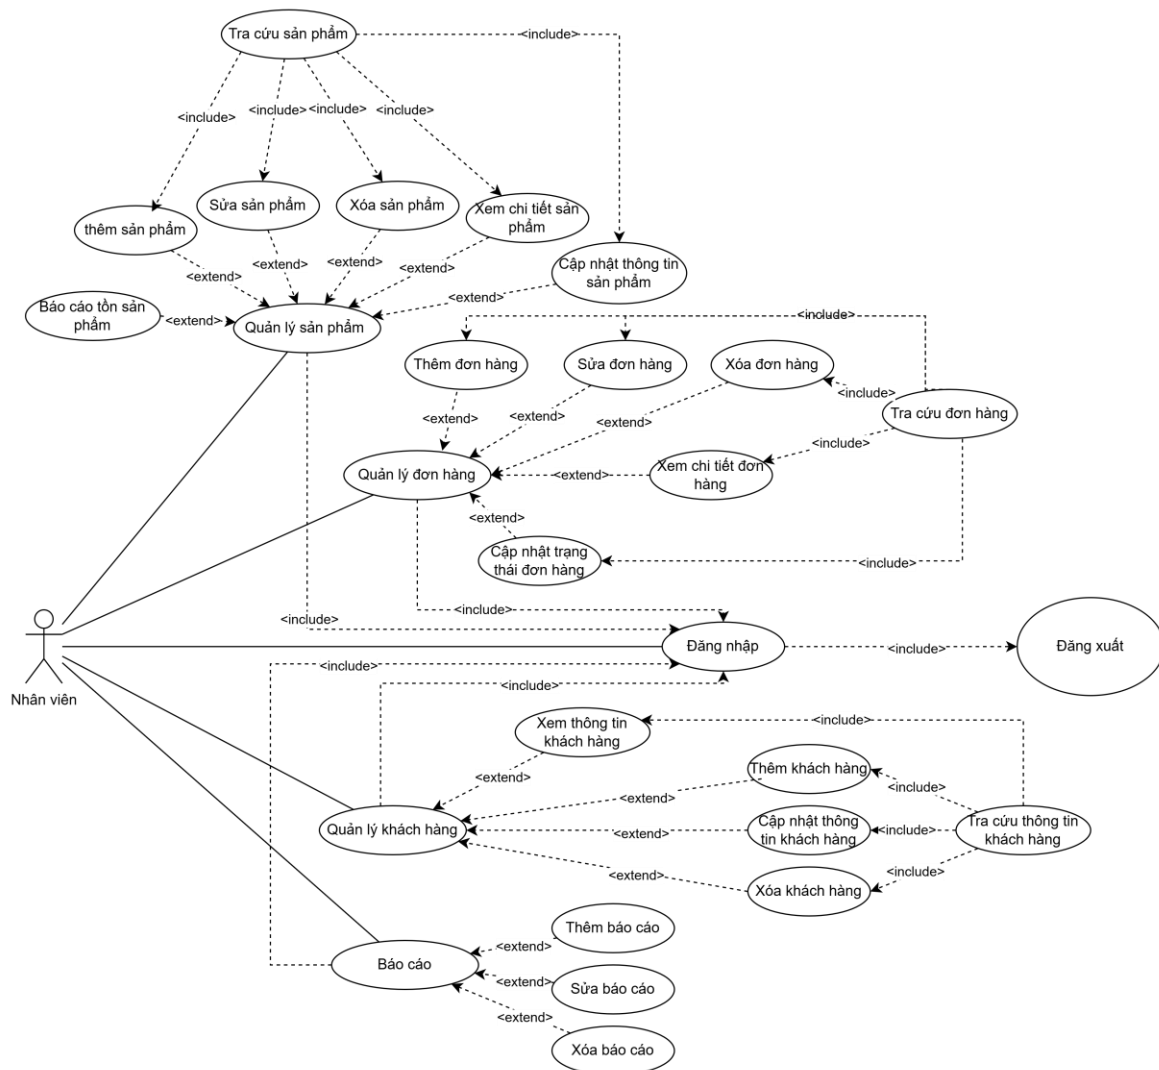 Tra cứu sản phẩm
<include>
<include>
<include>
<include>
<include>
thêm sản phẩm
Sửa sản phẩm
Xóa sản phẩm
Xem chi tiết sản
phẩm
Cập nhật thông tin
sản phẩm
<extend>
<extend>
<extend>
<extend>
<extend>
Báo cáo tồn sản
phẩm
<extend>
Quản lý sản phẩm
<include>
Thêm đơn hàng
Sửa đơn hàng
Xóa đơn hàng
<include>
Tra cứu đơn hàng
<extend>
<extend>
<extend>
<include>
Quản lý đơn hàng
<extend>
Xem chi tiết đơn
hàng
<extend>
Cập nhật trạng
thái đơn hàng
<include>
<include>
<include>
Nhân viên
Đăng nhập
<include>
Đăng xuất
<include>
<include>
Xem thông tin
khách hàng
<include>
<extend>
Thêm khách hàng
<extend>
<include>
Quản lý khách hàng
<extend>
Cập nhật thông
tin khách hàng
<include>
Tra cứu thông tin
khách hàng
<extend>
Xóa khách hàng
<include>
Báo cáo
<extend>
Thêm báo cáo
<extend>
Sửa báo cáo
<extend>
Xóa báo cáo